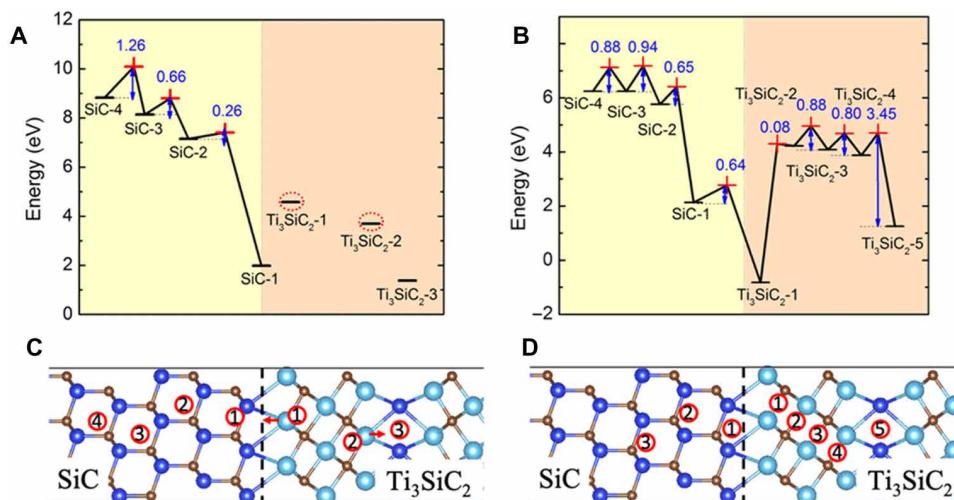 A
12
10
8
6
4
2
0
Energy (eV)
1.26
0.66
0.26
SiC-4
SiC-3
SiC-2
SiC-1
Ti₃SiC₂-1
Ti₃SiC₂-2
Ti₃SiC₂-3
B
6
4
2
0
−2
Energy (eV)
0.88
0.94
0.65
0.64
SiC-4
SiC-3
SiC-2
SiC-1
Ti₃SiC₂-2
Ti₃SiC₂-4
0.88
0.08
0.80
3.45
Ti₃SiC₂-3
Ti₃SiC₂-5
Ti₃SiC₂-1
C
4
3
2
1
1
2
3
SiC
Ti₃SiC₂
D
3
2
1
1
2
3
4
5
SiC
Ti₃SiC₂